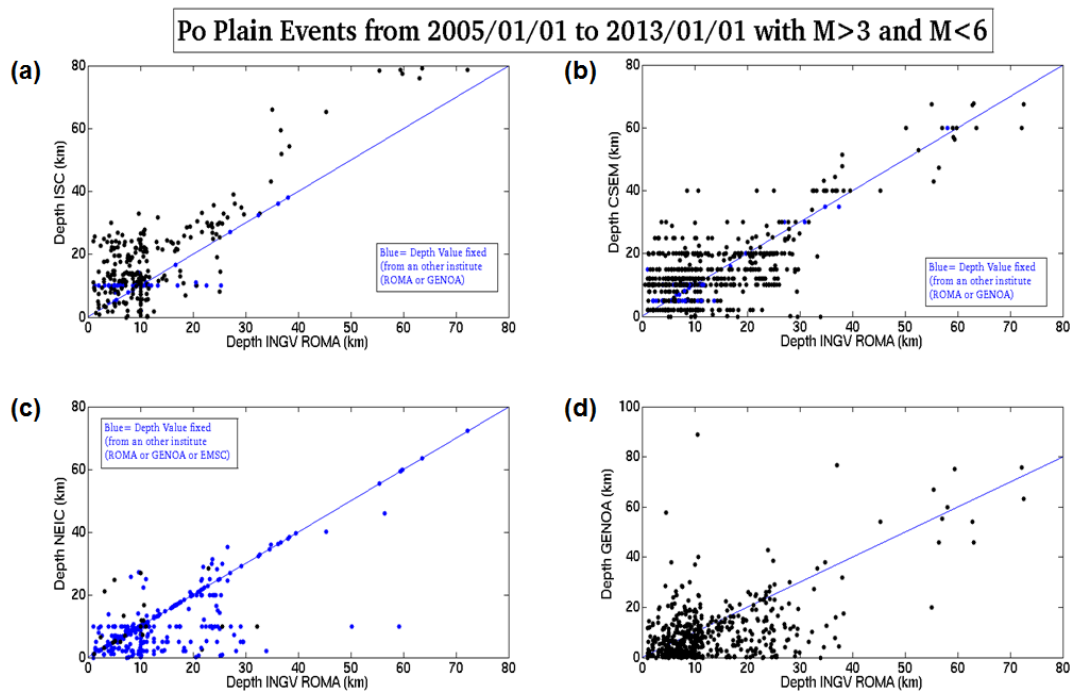 Po Plain Events from 2005/01/01 to 2013/01/01 with M>3 and M<6
(a)
80
60
40
20
0
Depth ISC (km)
Blue= Depth Value fixed
(from an other institute
(ROMA or GENOA)
0 10 20 30 40 50 60 70 80
Depth INGV ROMA (km)
(b)
80
60
40
20
0
Depth CSEM (km)
Blue= Depth Value fixed
(from an other institute
(ROMA or GENOA)
0 10 20 30 40 50 60 70 80
Depth INGV ROMA (km)
(c)
80
60
40
20
0
Depth NEIC (km)
Blue= Depth Value fixed
(from an other institute
(ROMA or GENOA or EMSC)
0 10 20 30 40 50 60 70 80
Depth INGV ROMA (km)
(d)
100
80
60
40
20
0
Depth GENOA (km)
0 10 20 30 40 50 60 70 80
Depth INGV ROMA (km)